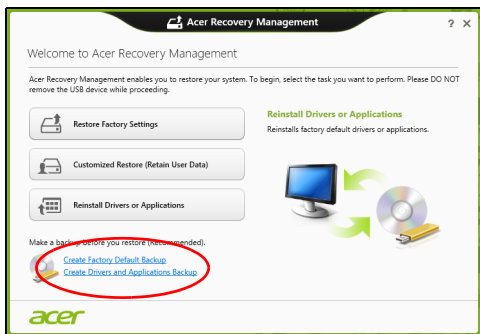 Acer Recovery Management
? ×
Welcome to Acer Recovery Management
Acer Recovery Management enables you to restore your system. To begin, select the task you want to perform. Please DO NOT
remove the USB device while proceeding.
Restore Factory Settings
Customized Restore (Retain User Data)
Reinstall Drivers or Applications
Reinstall Drivers or Applications
Reinstalls factory default drivers or applications.
Make a backup before you restore (Recommended).
Create Factory Default Backup
Create Drivers and Applications Backup
acer